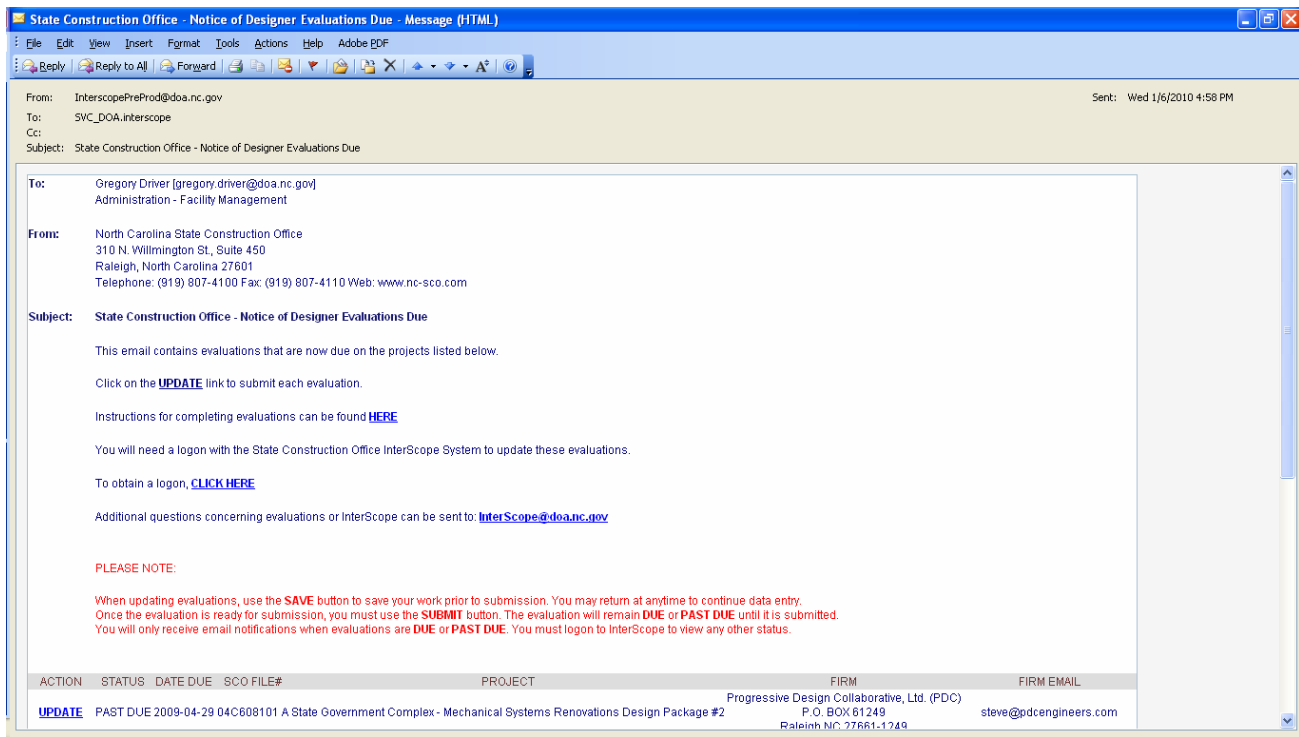 State Construction Office - Notice of Designer Evaluations Due - Message (HTML)
File Edit View Insert Format Tools Actions Help Adobe PDF
Reply Reply to All Forward
From: InterscopePreProd@doa.nc.gov Sent: Wed 1/6/2010 4:58 PM
To: SVC_DOA.interscope
Cc:
Subject: State Construction Office - Notice of Designer Evaluations Due
To: Gregory Driver [gregory.driver@doa.nc.gov]
Administration - Facility Management
From: North Carolina State Construction Office
310 N. Willmington St., Suite 450
Raleigh, North Carolina 27601
Telephone: (919) 807-4100 Fax: (919) 807-4110 Web: www.nc-sco.com
Subject: State Construction Office - Notice of Designer Evaluations Due
This email contains evaluations that are now due on the projects listed below.
Click on the UPDATE link to submit each evaluation.
Instructions for completing evaluations can be found HERE
You will need a logon with the State Construction Office InterScope System to update these evaluations.
To obtain a logon, CLICK HERE
Additional questions concerning evaluations or InterScope can be sent to: InterScope@doa.nc.gov
PLEASE NOTE:
When updating evaluations, use the SAVE button to save your work prior to submission. You may return at anytime to continue data entry.
Once the evaluation is ready for submission, you must use the SUBMIT button. The evaluation will remain DUE or PAST DUE until it is submitted.
You will only receive email notifications when evaluations are DUE or PAST DUE. You must logon to InterScope to view any other status.
ACTION STATUS DATE DUE SCO FILE# PROJECT FIRM FIRM EMAIL
Progressive Design Collaborative, Ltd. (PDC)
UPDATE PAST DUE 2009-04-29 04C608101 A State Government Complex - Mechanical Systems Renovations Design Package #2 P.O. BOX 61249 steve@pdcengineers.com
Raleigh NC 27661-1249